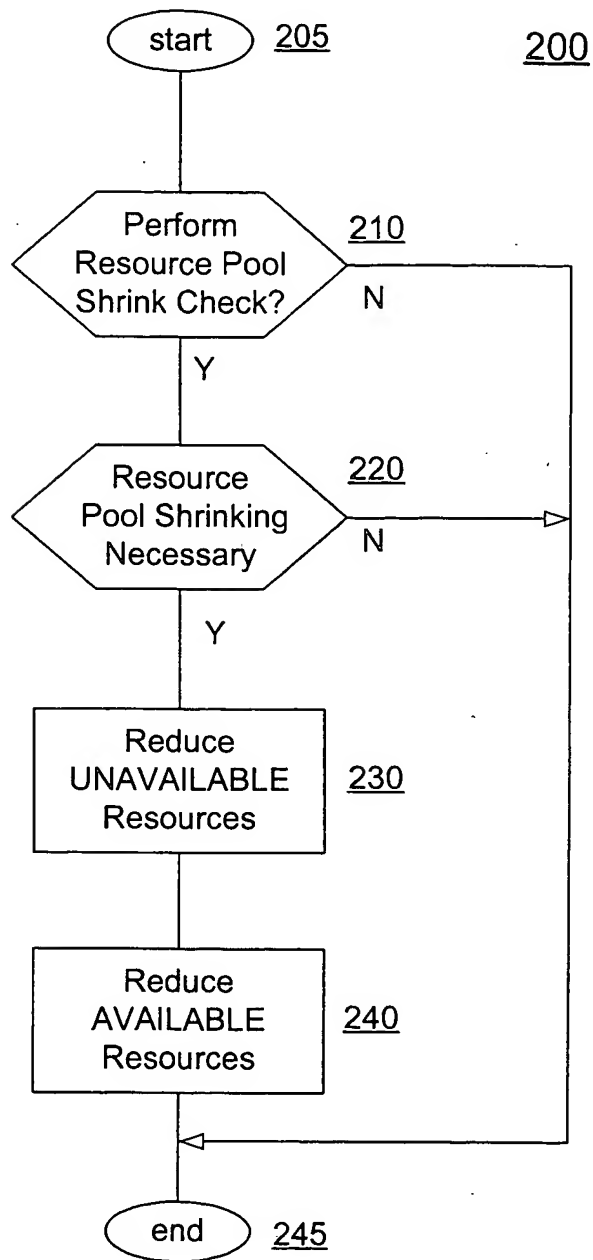 start 205
200
Perform
Resource Pool
Shrink Check?
210
N
Y
Resource
Pool Shrinking
Necessary
220
N
Y
Reduce
UNAVAILABLE
Resources
230
Reduce
AVAILABLE
Resources
240
end 245